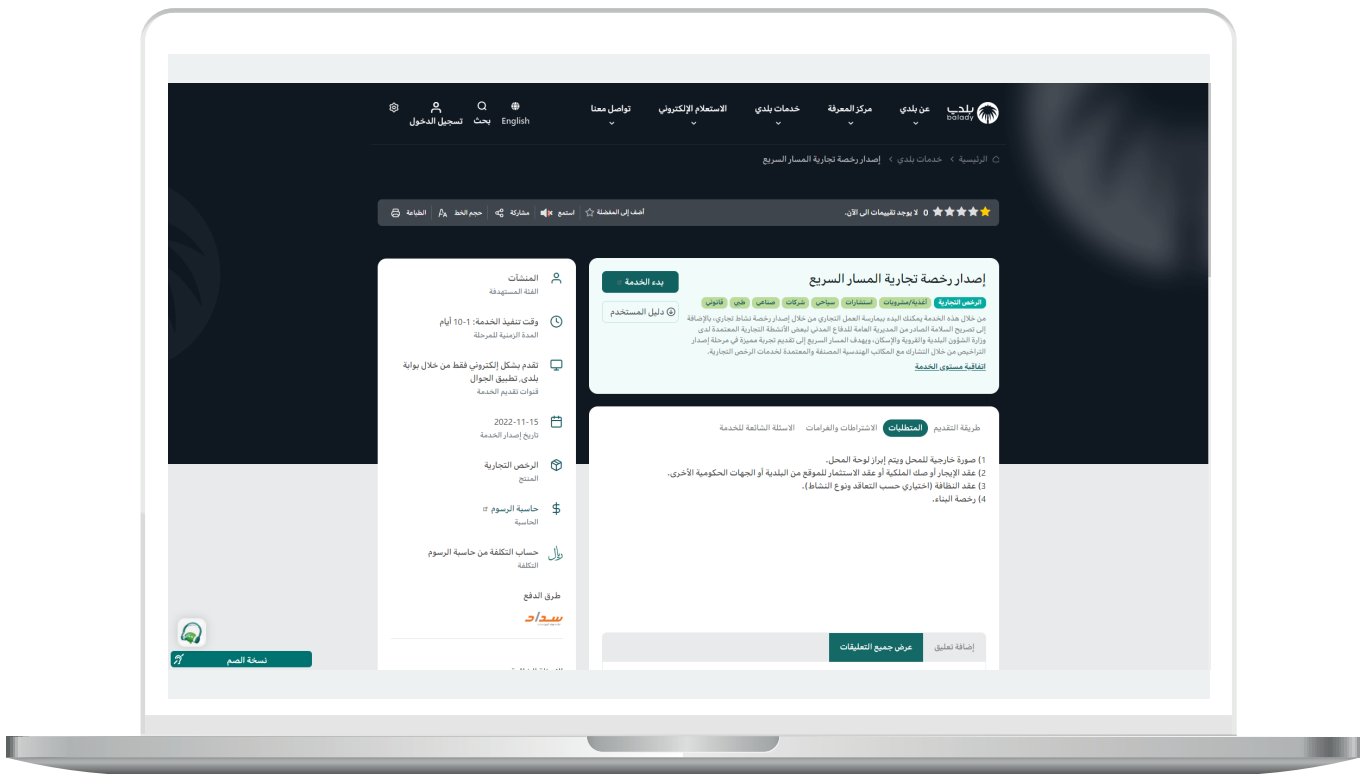 بلدي
balady
عن بلدي
مركز المعرفة
خدمات بلدي
الاستعلام الإلكتروني
تواصل معنا
English
بحث
تسجيل الدخول
الرئيسية > خدمات بلدي > إصدار رخصة تجارية المسار السريع
0 لا يوجد تقييمات الى الآن.
أضف إلى المفضلة
استمع
مشاركة
حجم الخط
الطباعة
إصدار رخصة تجارية المسار السريع
الرخص التجارية أغذية/مشروبات استشارات سياحي شركات صناعي طبي قانوني
من خلال هذه الخدمة يمكنك البدء بممارسة العمل التجاري من خلال إصدار رخصة نشاط تجاري، بالإضافة
إلى تصريح السلامة الصادر من المديرية العامة للدفاع المدني لبعض الأنشطة التجارية المعتمدة لدى
وزارة الشؤون البلدية والقروية والإسكان، ويهدف المسار السريع إلى تقديم تجربة مميزة في مرحلة إصدار
التراخيص من خلال التشارك مع المكاتب الهندسية المصنفة والمعتمدة لخدمات الرخص التجارية.
اتفاقية مستوى الخدمة
بدء الخدمة
دليل المستخدم
طريقة التقديم
المتطلبات
الاشتراطات والغرامات
الاسئلة الشائعة للخدمة
1) صورة خارجية للمحل ويتم إبراز لوحة المحل.
2) عقد الإيجار أو صك الملكية أو عقد الاستثمار للموقع من البلدية أو الجهات الحكومية الأخرى.
3) عقد النظافة (اختياري حسب التعاقد ونوع النشاط).
4) رخصة البناء.
إضافة تعليق
عرض جميع التعليقات
المنشآت
الفئة المستهدفة
وقت تنفيذ الخدمة: 1-10 أيام
المدة الزمنية للمرحلة
تقدم بشكل إلكتروني فقط من خلال بوابة
بلدي, تطبيق الجوال
قنوات تقديم الخدمة
2022-11-15
تاريخ إصدار الخدمة
الرخص التجارية
المنتج
حاسبة الرسوم
الحاسبة
حساب التكلفة من حاسبة الرسوم
التكلفة
طرق الدفع
سداد
نسخة الصم